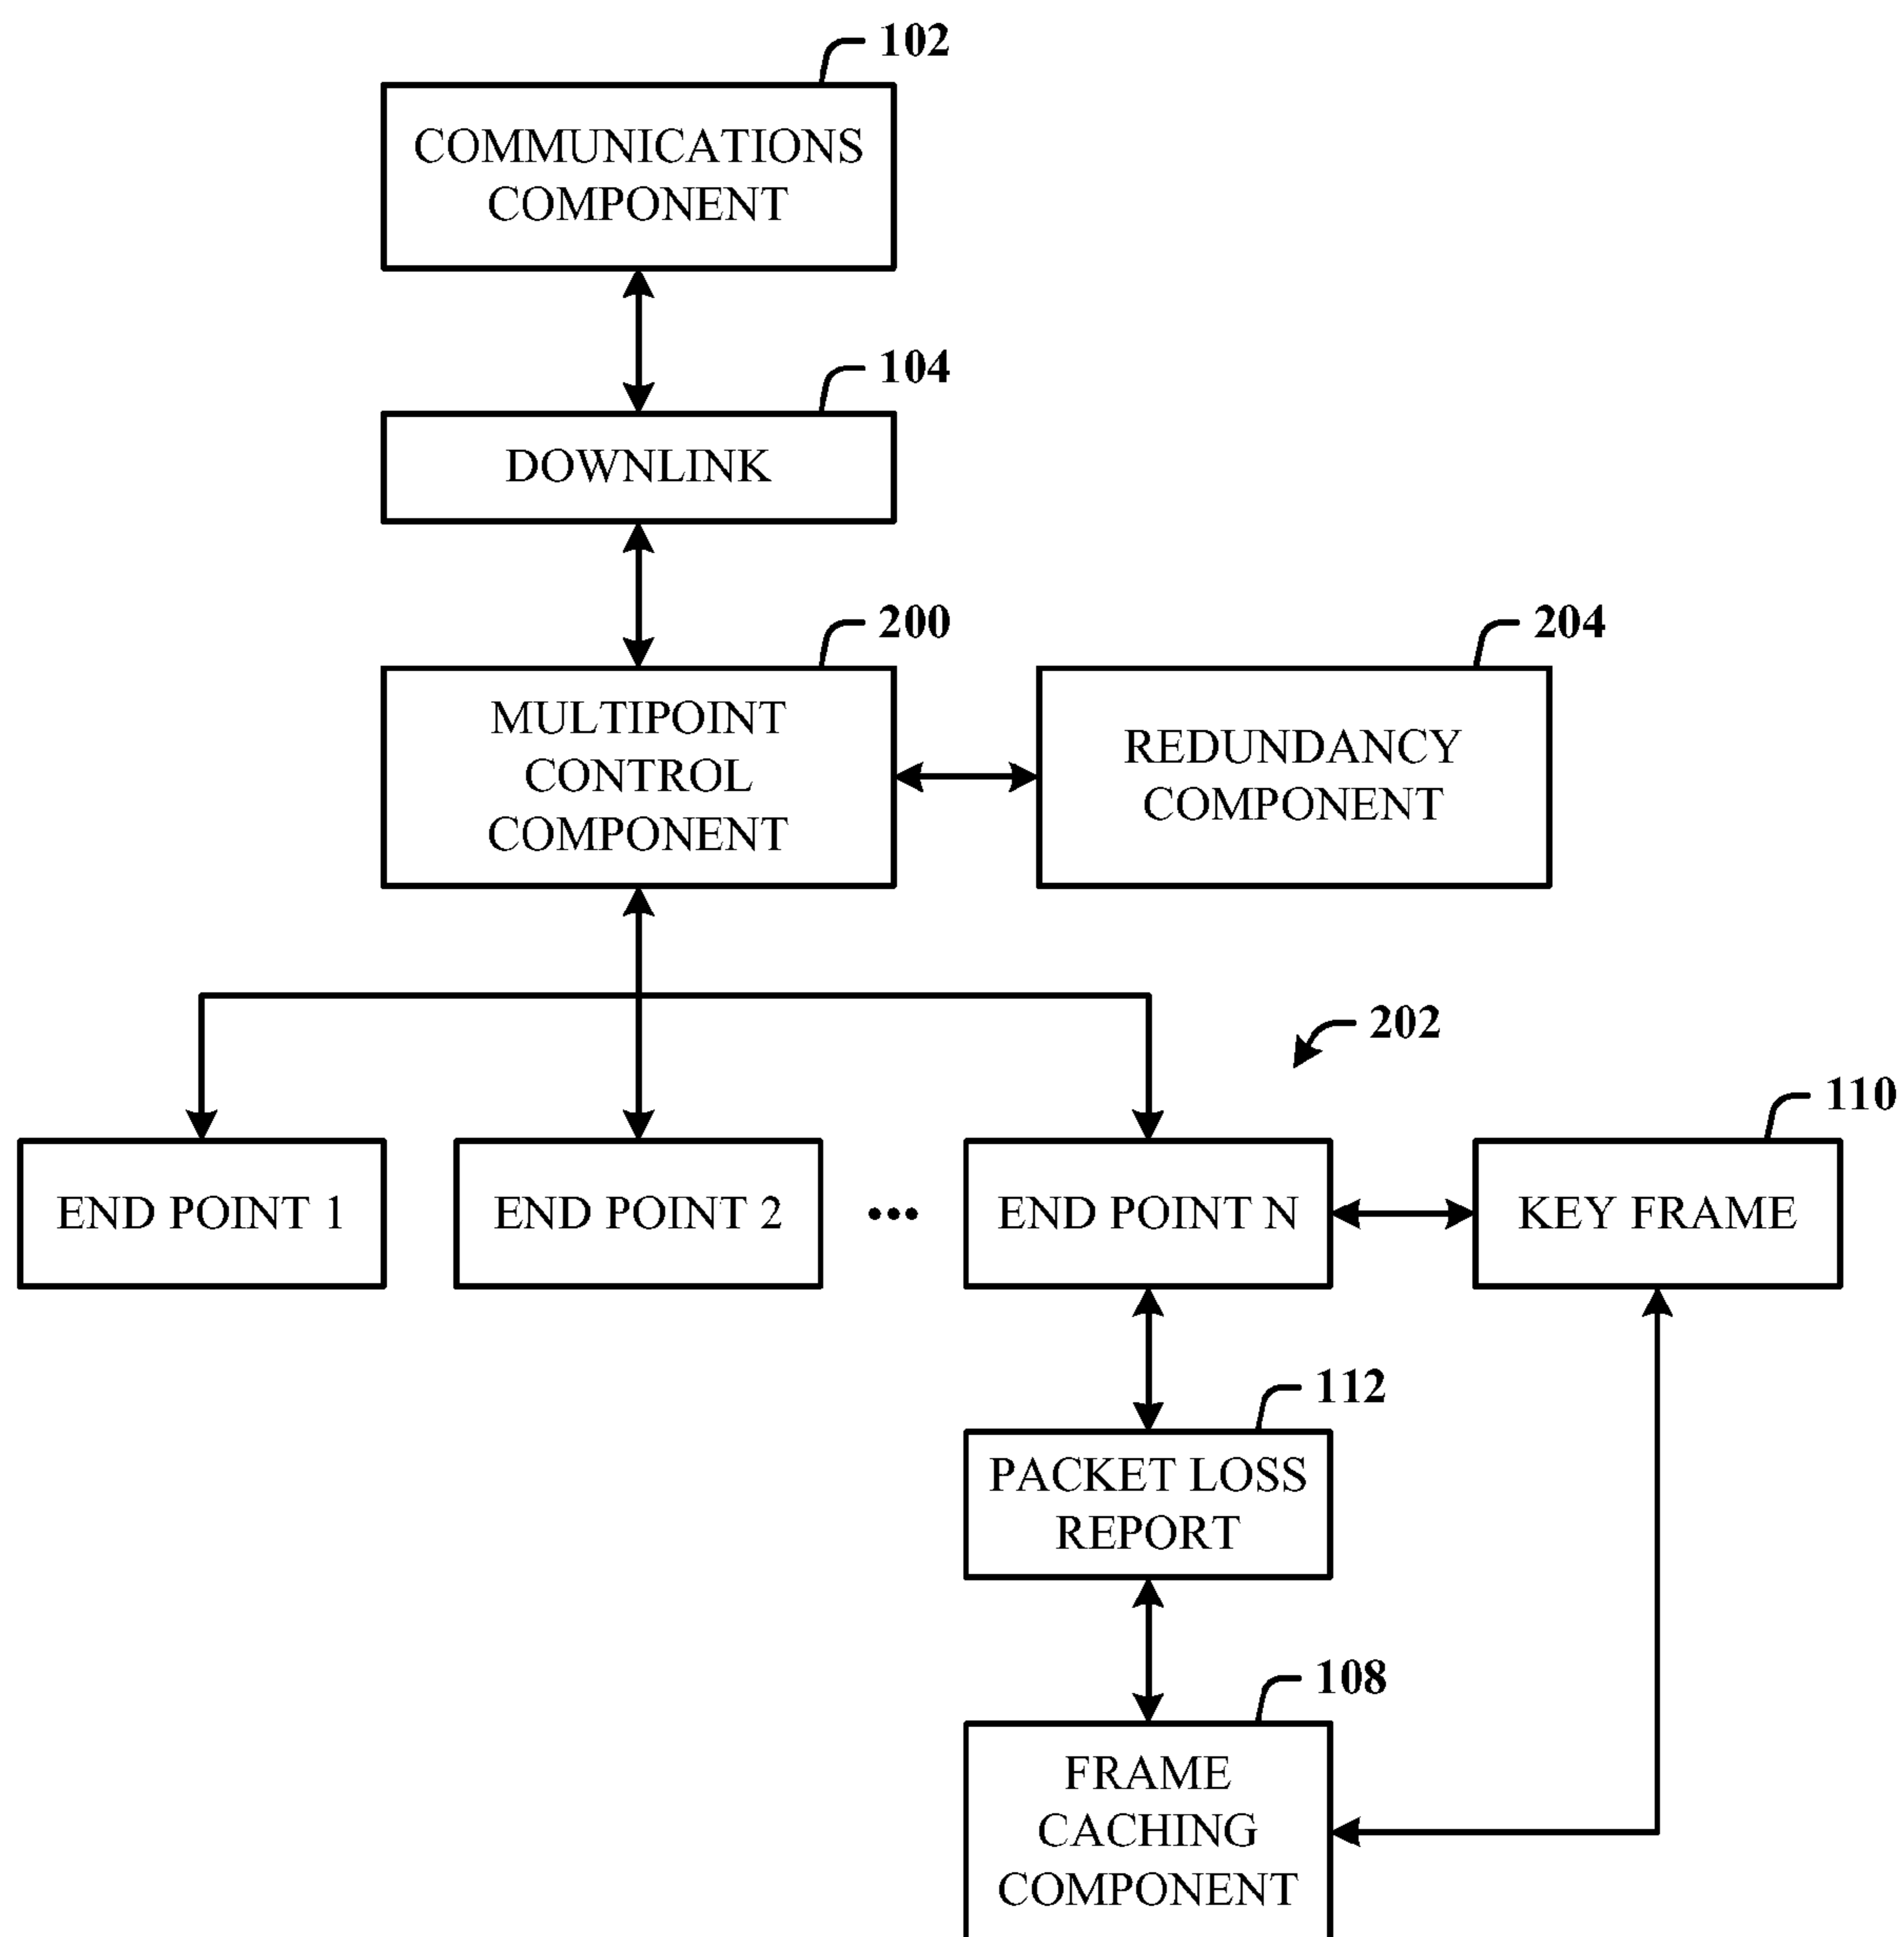 102
COMMUNICATIONS
COMPONENT
104
DOWNLINK
200
MULTIPOINT
CONTROL
COMPONENT
204
REDUNDANCY
COMPONENT
202
110
END POINT 1
END POINT 2
•••
END POINT N
KEY FRAME
112
PACKET LOSS
REPORT
108
FRAME
CACHING
COMPONENT